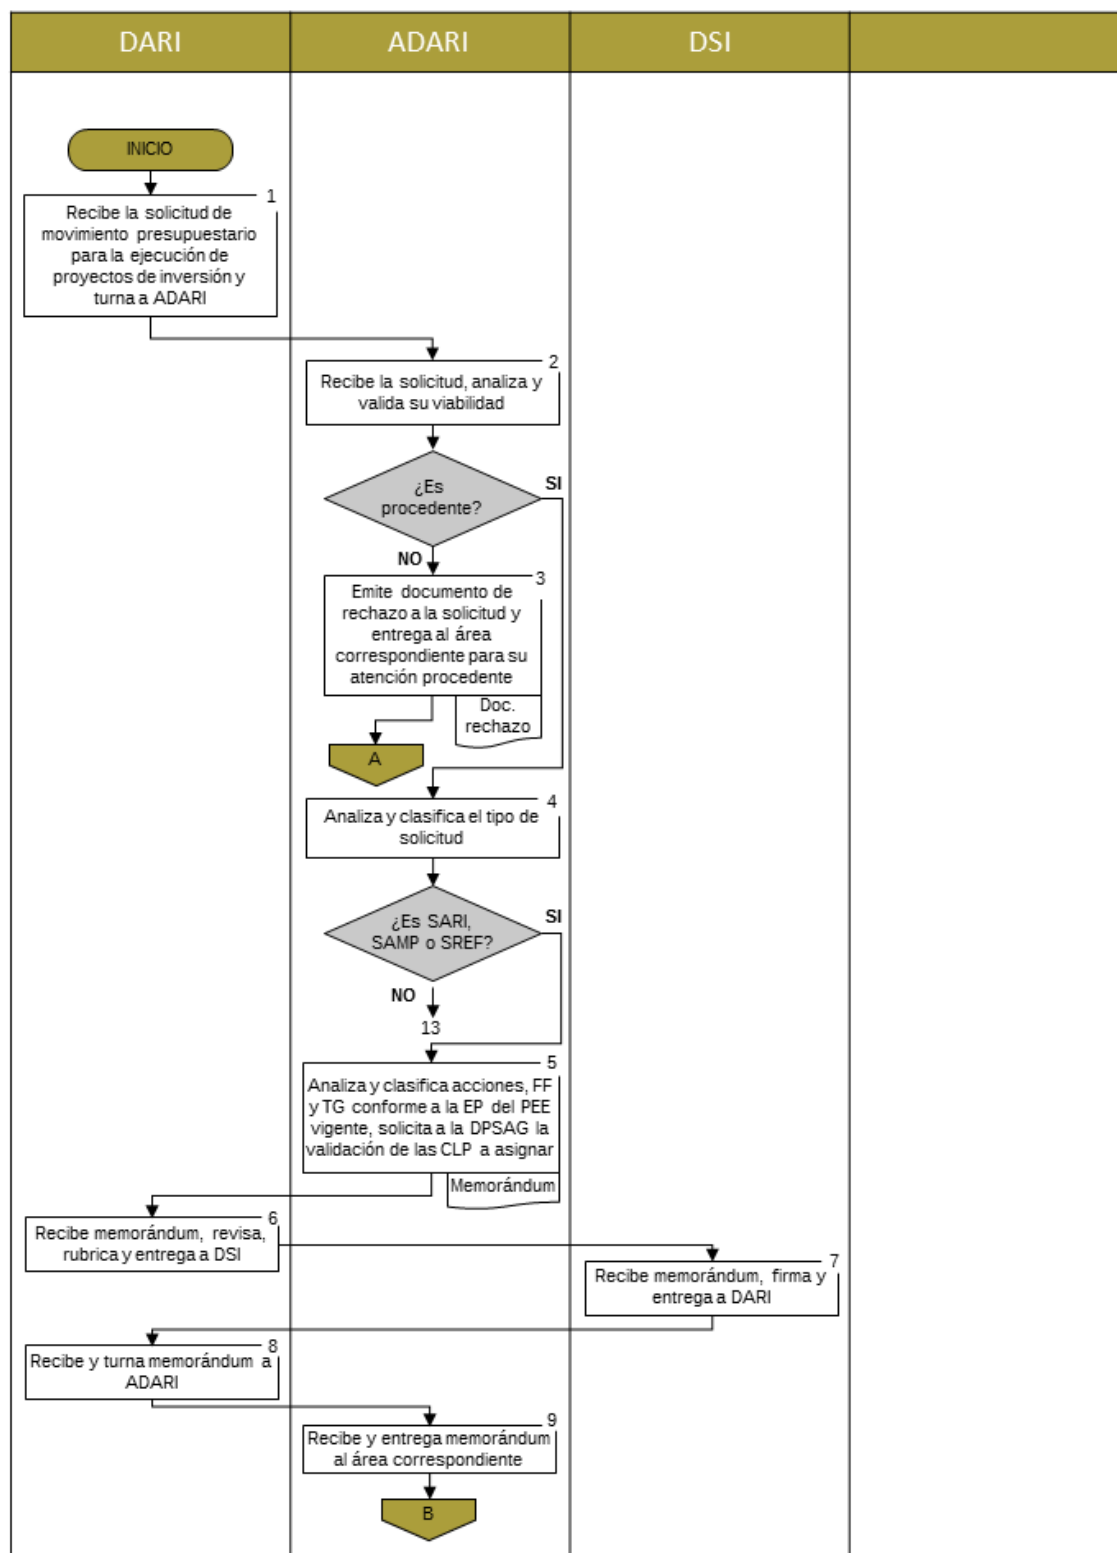 DARI
ADARI
DSI
INICIO
1
Recibe la solicitud de
movimiento presupuestario
para la ejecución de
proyectos de inversión y
turna a ADARI
2
Recibe la solicitud, analiza y
valida su viabilidad
¿Es
procedente?
SI
NO
3
Emite documento de
rechazo a la solicitud y
entrega al área
correspondiente para su
atención procedente
Doc.
rechazo
A
4
Analiza y clasifica el tipo de
solicitud
¿Es SARI,
SAMP o SREF?
SI
NO
13
5
Analiza y clasifica acciones, FF
y TG conforme a la EP del PEE
vigente, solicita a la DPSAG la
validación de las CLP a asignar
Memorándum
6
Recibe memorándum, revisa,
rubrica y entrega a DSI
7
Recibe memorándum, firma y
entrega a DARI
8
Recibe y turna memorándum a
ADARI
9
Recibe y entrega memorándum
al área correspondiente
B